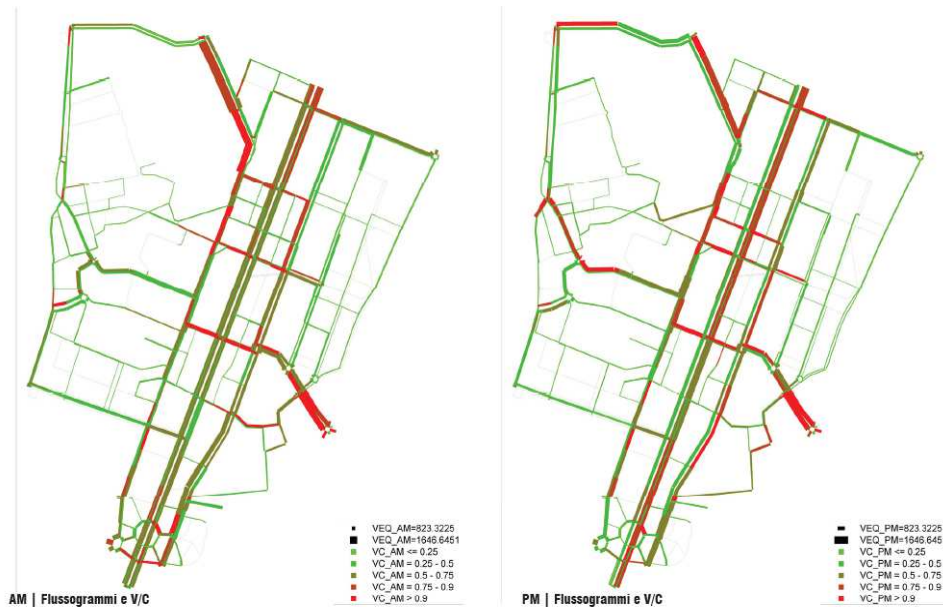 VEQ_AM=823.3225
VEQ_AM=1646.6451
VC_AM <= 0.25
VC_AM = 0.25 - 0.5
VC_AM = 0.5 - 0.75
VC_AM = 0.75 - 0.9
VC_AM > 0.9
AM | Flussogrammi e V/C
VEQ_PM=823.3225
VEQ_PM=1646.645
VC_PM <= 0.25
VC_PM = 0.25 - 0.5
VC_PM = 0.5 - 0.75
VC_PM = 0.75 - 0.9
VC_PM > 0.9
PM | Flussogrammi e V/C